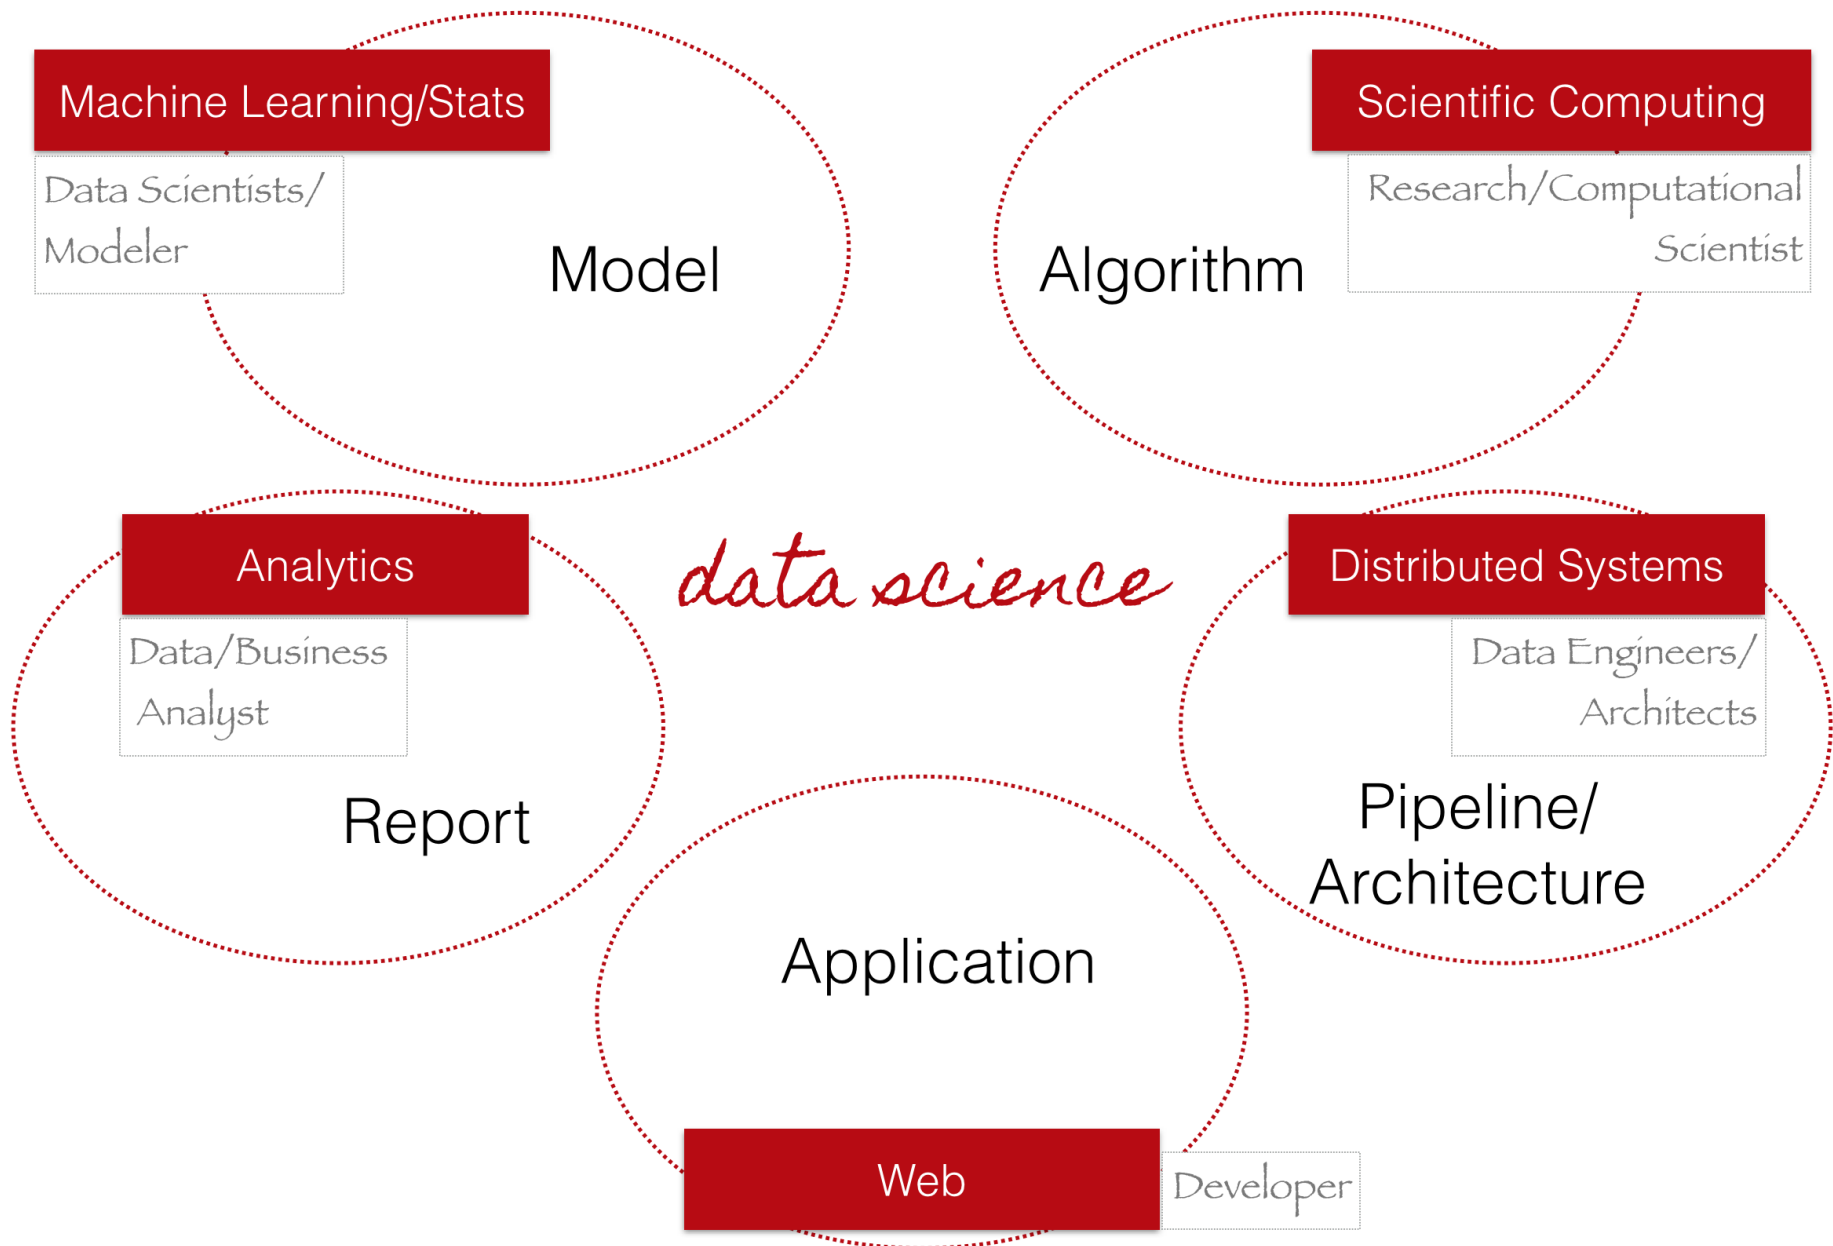 Machine Learning/Stats
Data Scientists/
Modeler
Model
Scientific Computing
Research/Computational
Scientist
Algorithm
Analytics
Data/Business
Analyst
Report
data science
Distributed Systems
Data Engineers/
Architects
Pipeline/
Architecture
Application
Web
Developer